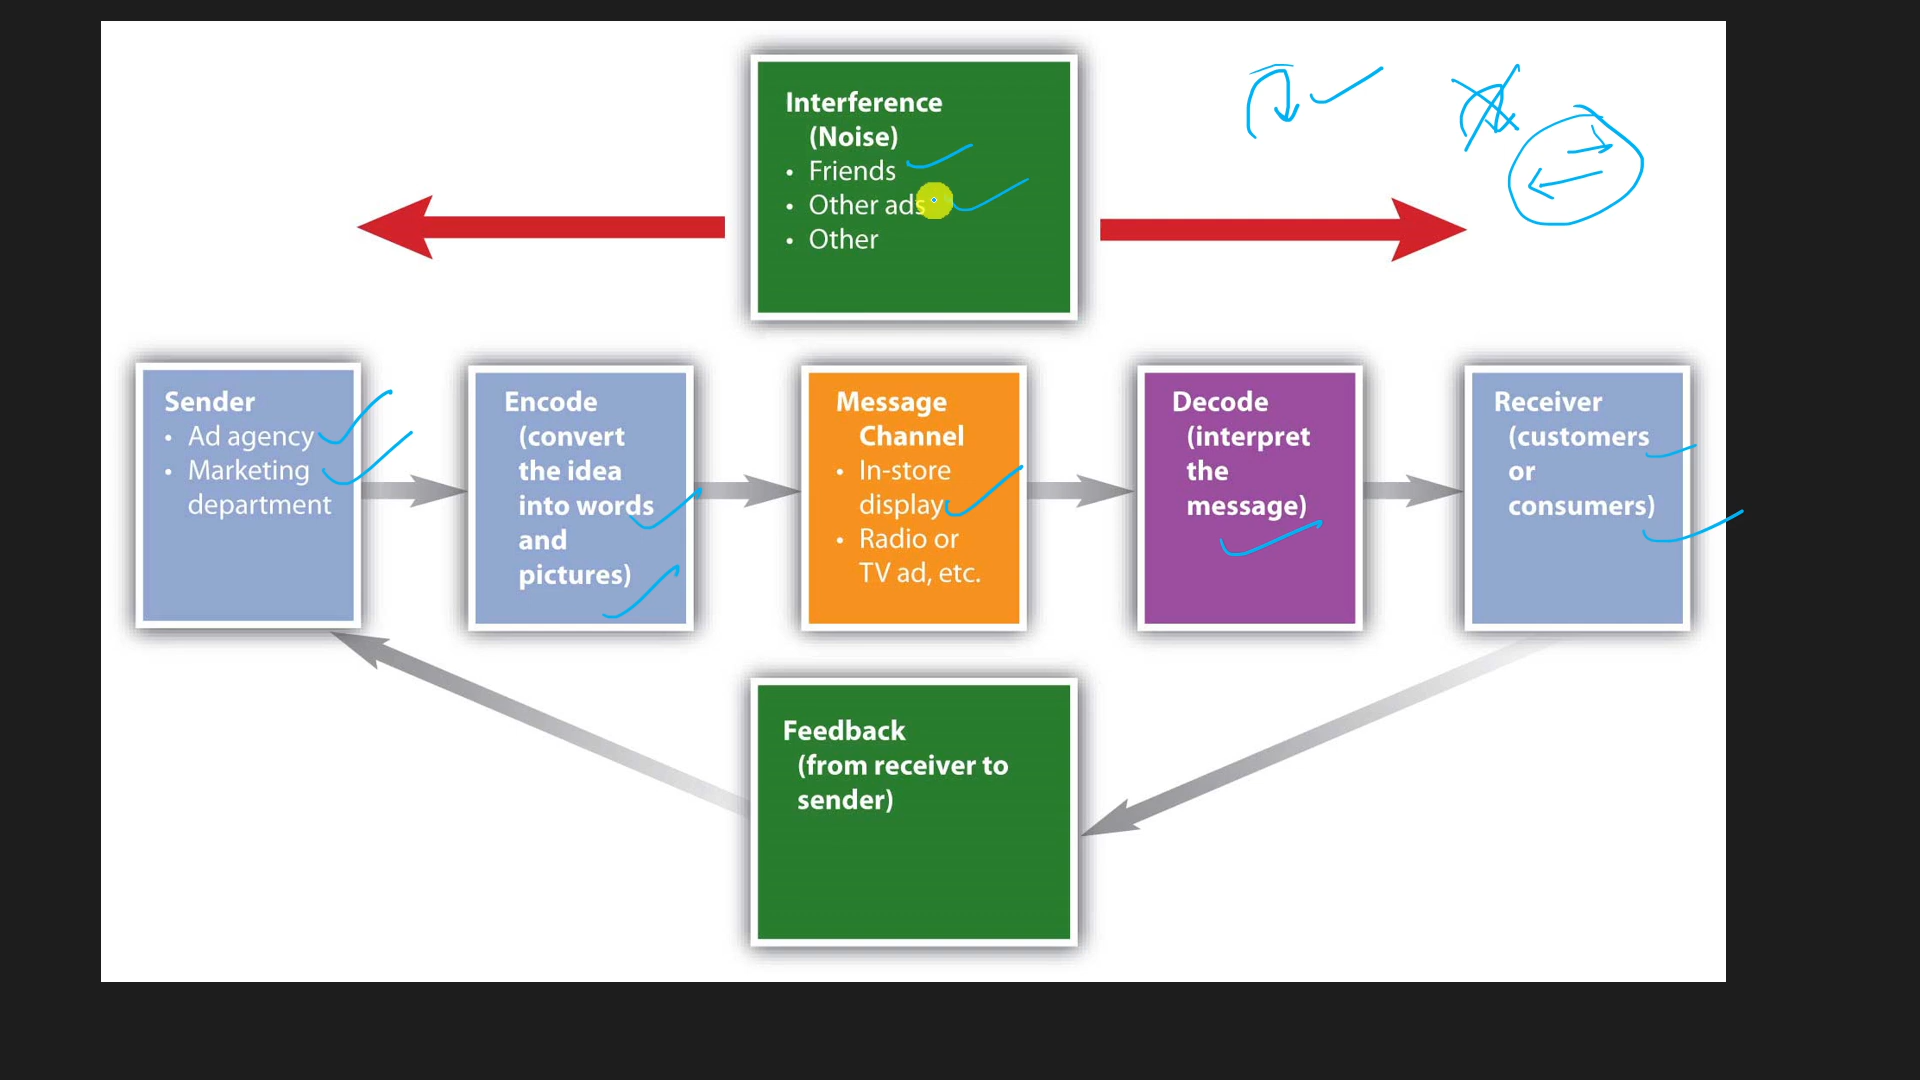 Interference
(Noise)
• Friends
• Other ads
• Other
Sender
• Ad agency
• Marketing
department
Encode
(convert
the idea
into words
and
pictures)
Message
Channel
• In-store
display
• Radio or
TV ad, etc.
Decode
(interpret
the
message)
Receiver
(customers
or
consumers)
Feedback
(from receiver to
sender)